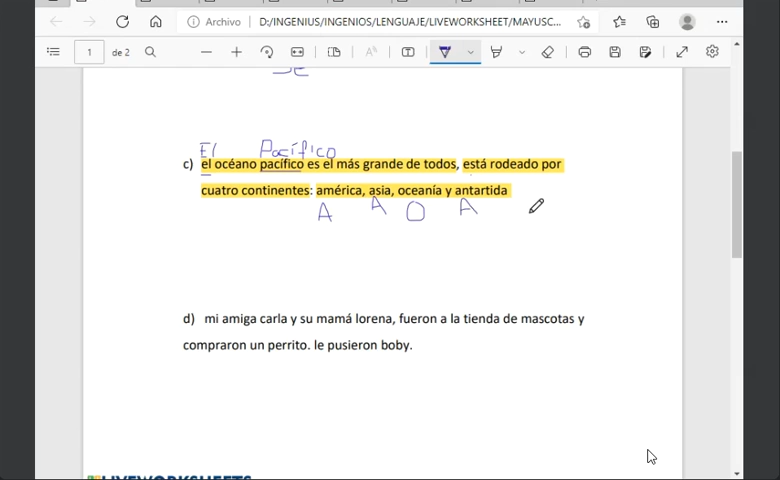 Archivo
D:/INGENIUS/INGENIOS/LENGUAJE/LIVEWORKSHEET/MAYUSC...
1
de 2
El Pacífico
c) el océano pacífico es el más grande de todos, está rodeado por
cuatro continentes: américa, asia, oceanía y antartida
A A O A
d) mi amiga carla y su mamá lorena, fueron a la tienda de mascotas y
compraron un perrito. le pusieron boby.
LIVEWORKSHEETS